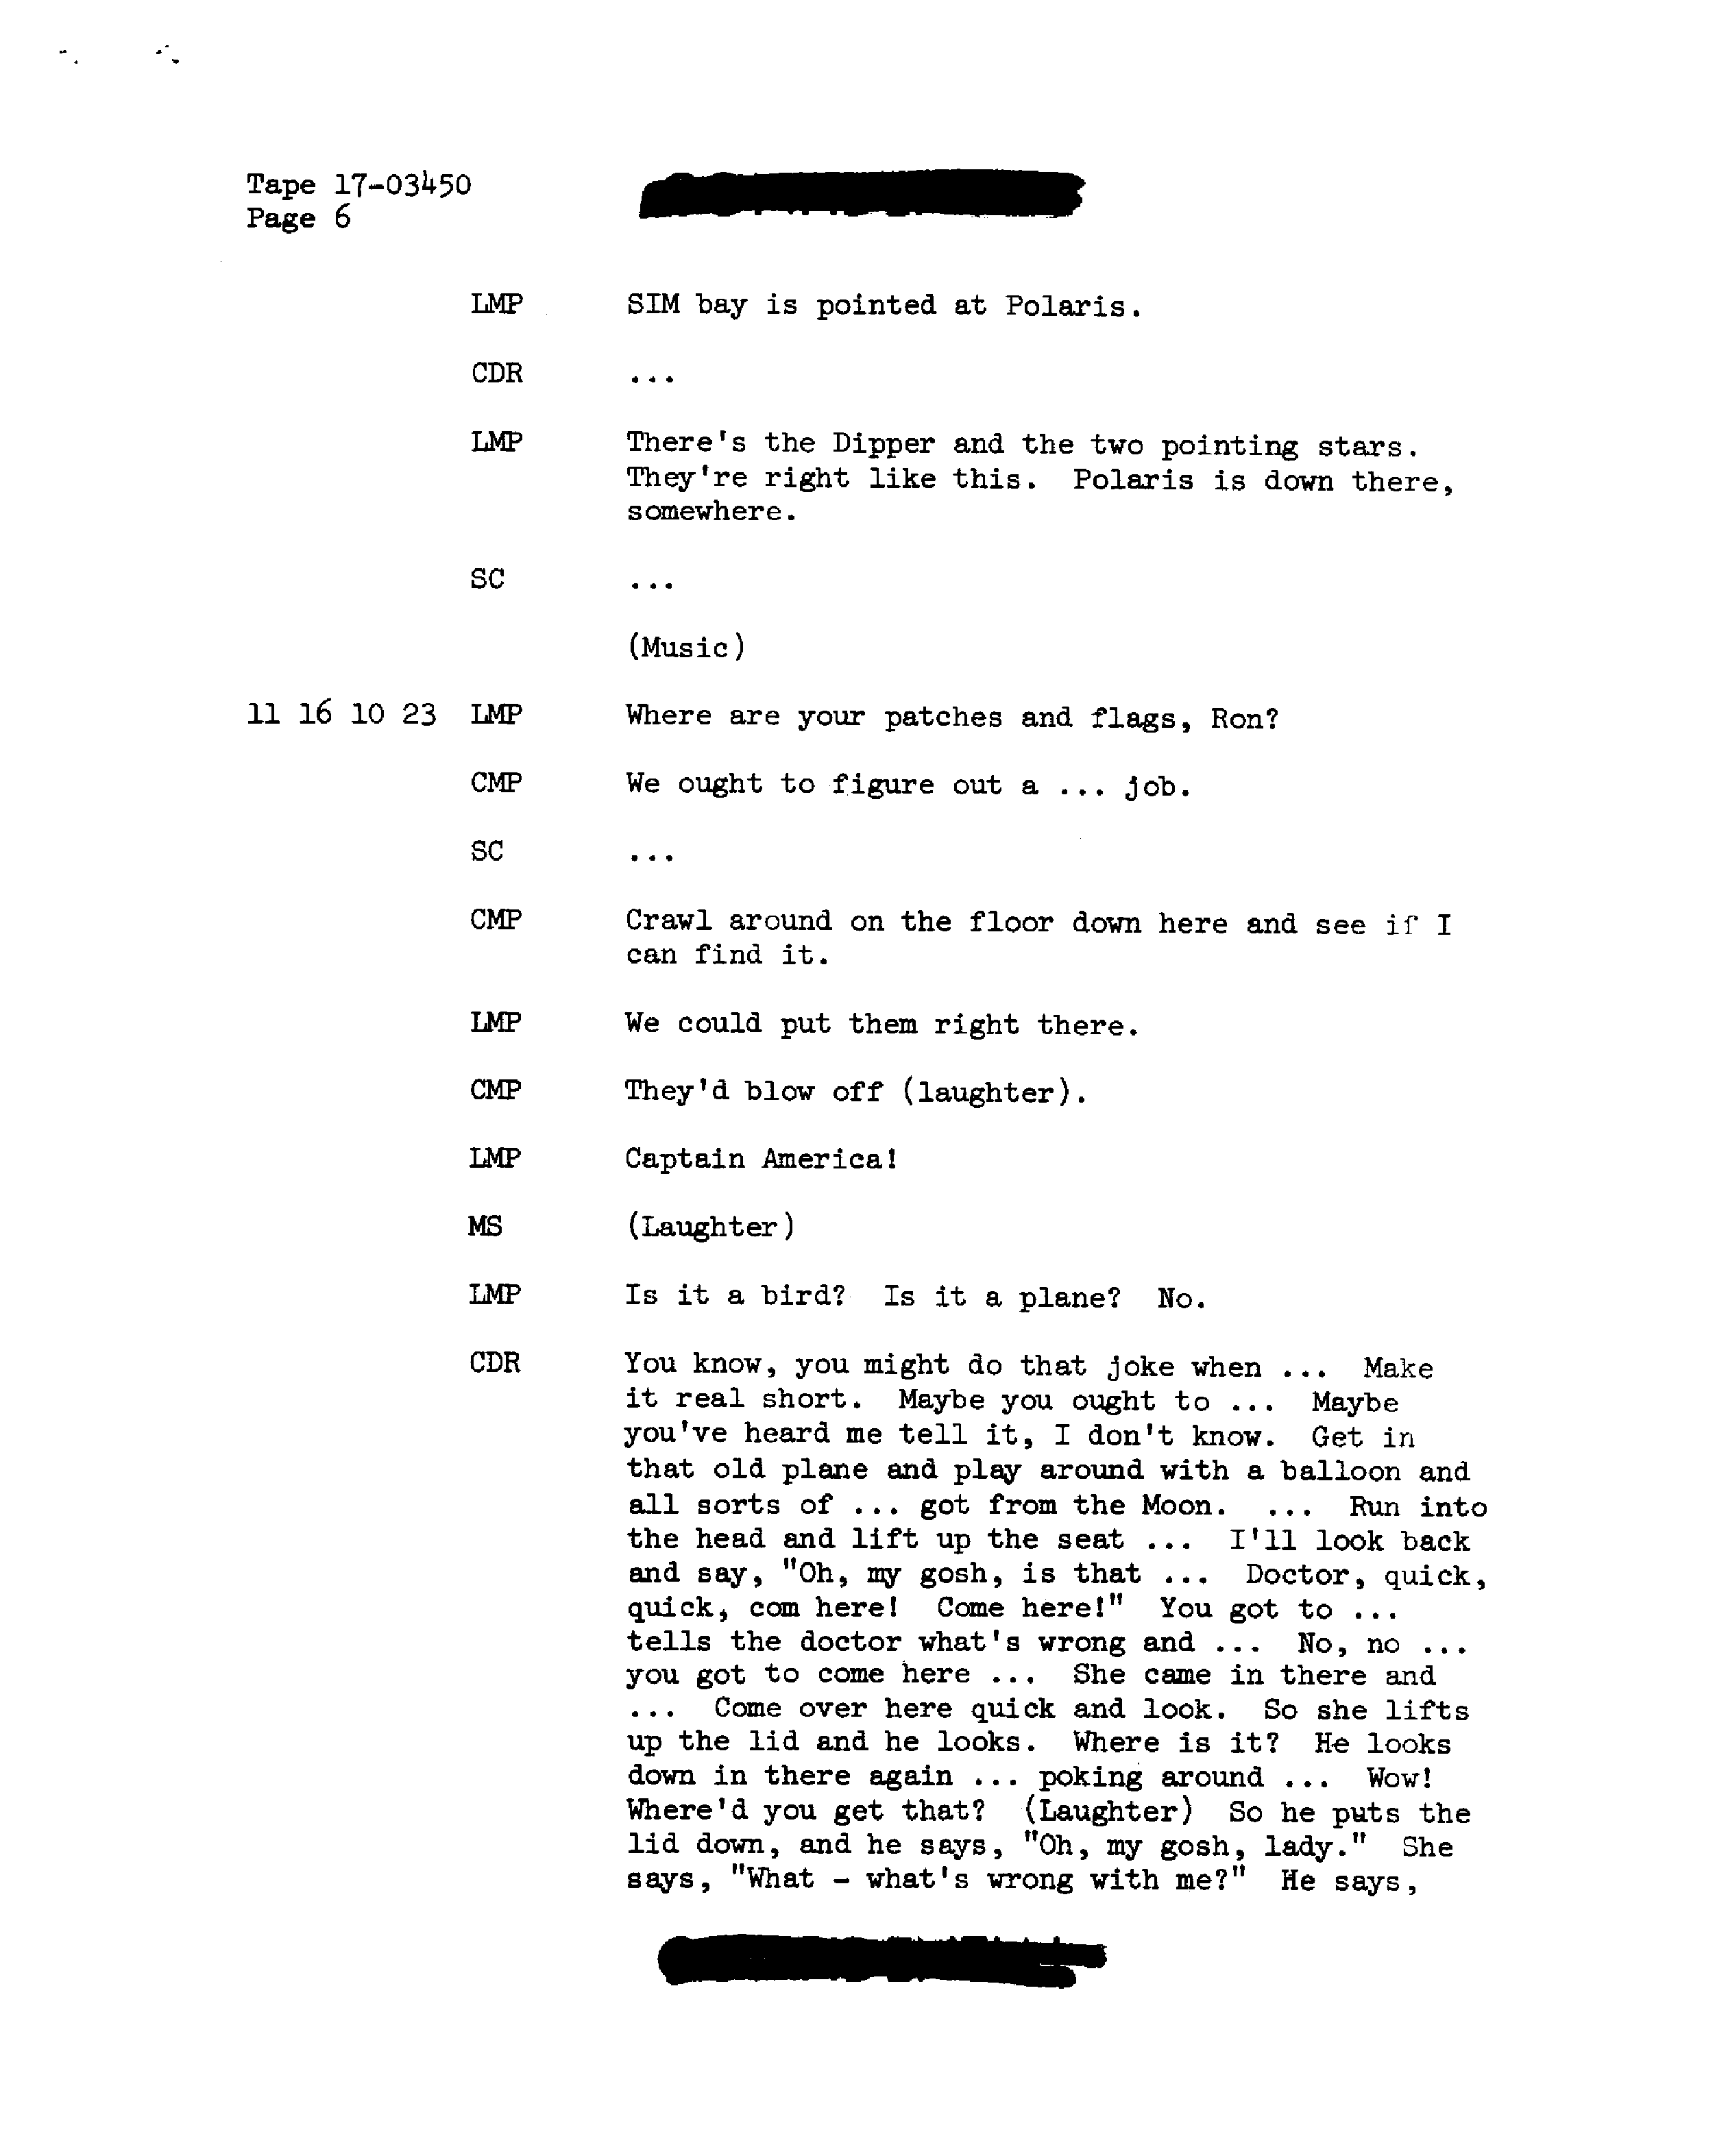 Tape 17-03450
Page 6
LMP SIM bay is pointed at Polaris.
CDR ...
LMP There's the Dipper and the two pointing stars.
They're right like this. Polaris is down there,
somewhere.
SC ...
(Music)
11 16 10 23 LMP Where are your patches and flags, Ron?
CMP We ought to figure out a ... job.
SC ...
CMP Crawl around on the floor down here and see if I
can find it.
LMP We could put them right there.
CMP They'd blow off (laughter).
LMP Captain America!
MS (Laughter)
LMP Is it a bird? Is it a plane? No.
CDR You know, you might do that joke when ... Make
it real short. Maybe you ought to ... Maybe
you've heard me tell it, I don't know. Get in
that old plane and play around with a balloon and
all sorts of ... got from the Moon. ... Run into
the head and lift up the seat ... I'll look back
and say, "Oh, my gosh, is that ... Doctor, quick,
quick, com here! Come here!" You got to ...
tells the doctor what's wrong and ... No, no ...
you got to come here ... She came in there and
... Come over here quick and look. So she lifts
up the lid and he looks. Where is it? He looks
down in there again ... poking around ... Wow!
Where'd you get that? (Laughter) So he puts the
lid down, and he says, "Oh, my gosh, lady." She
says, "What - what's wrong with me?" He says,